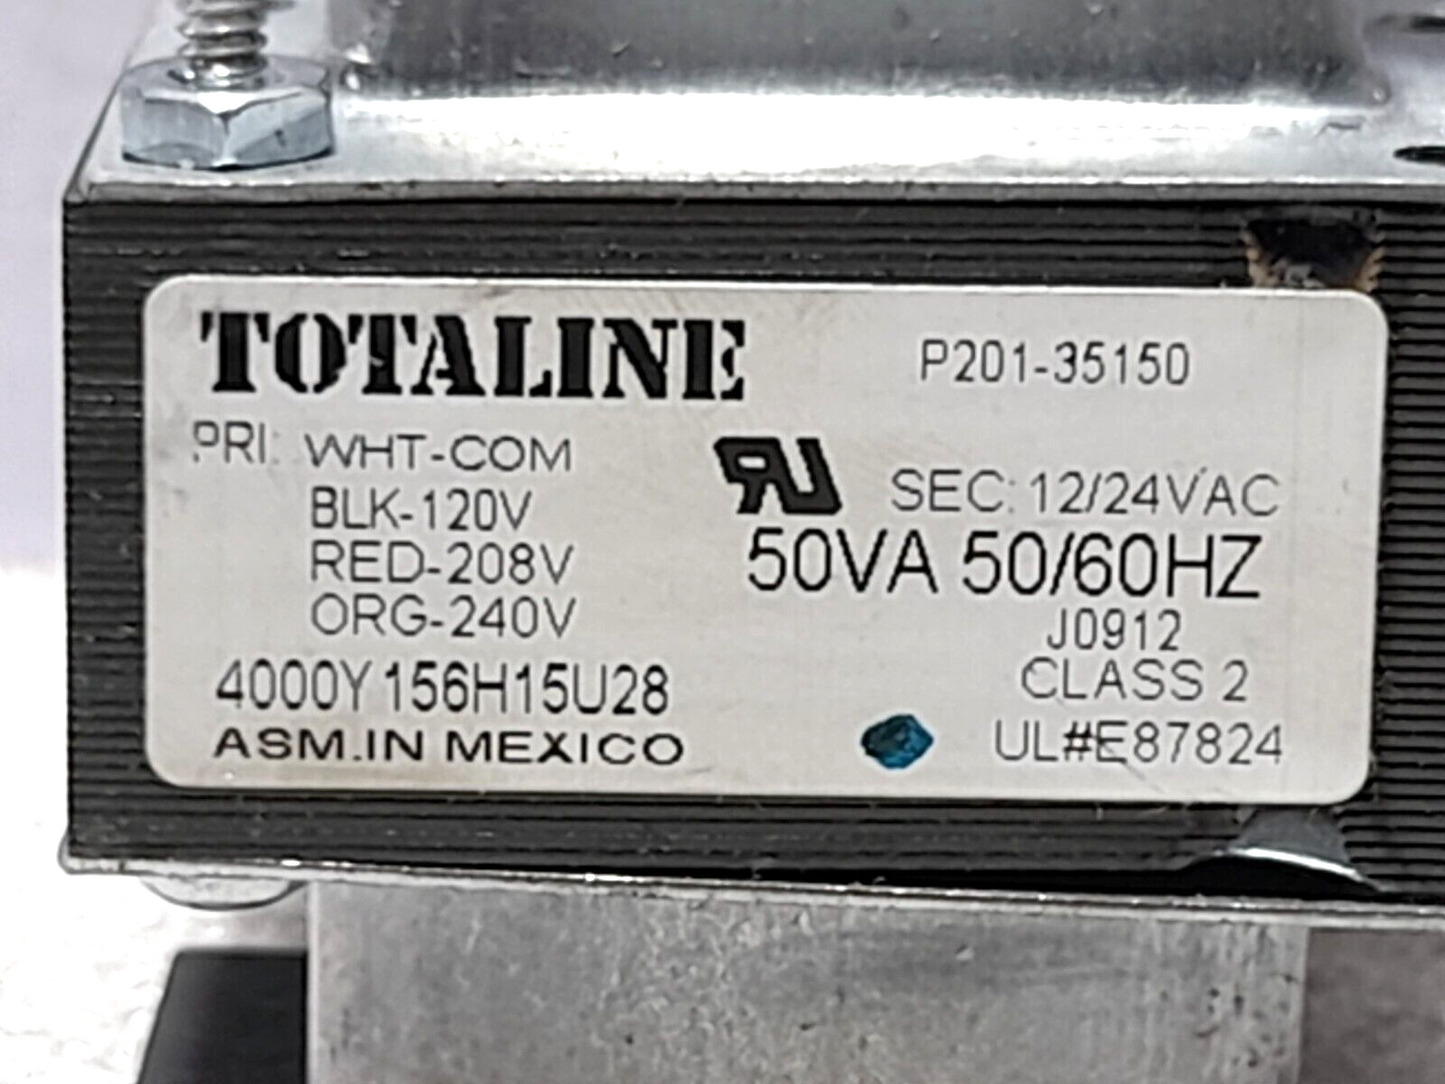 TOTALINE
P201-35150
PRI: WHT-COM
BLK-120V
RED-208V
ORG-240V
4000Y156H15U28
ASM.IN MEXICO
RU
SEC: 12/24VAC
50VA 50/60HZ
J0912
CLASS 2
UL#E87824